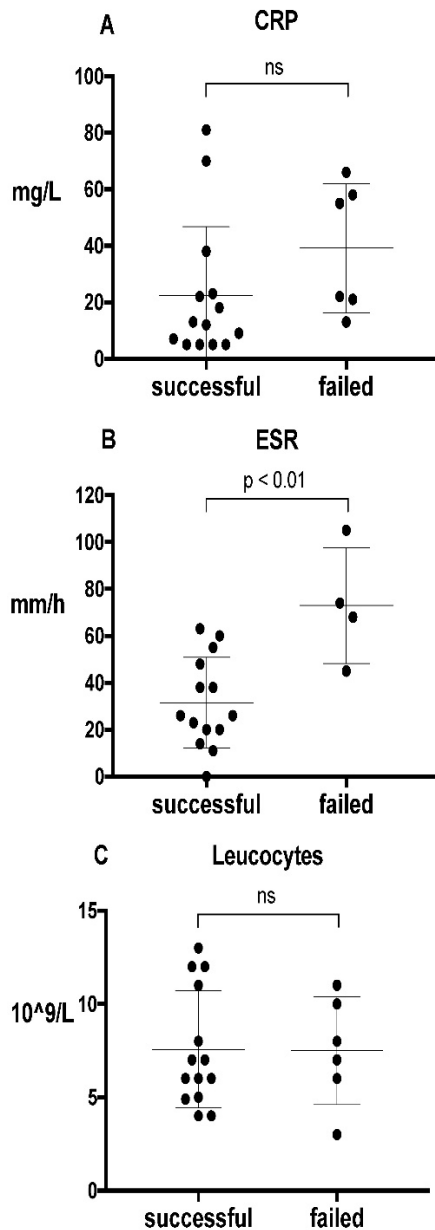 A CRP
ns
100
80
60
mg/L
40
20
0
successful failed
B ESR
p < 0.01
120
100
80
mm/h
60
40
20
0
successful failed
C Leucocytes
ns
15
10
10^9/L
5
0
successful failed